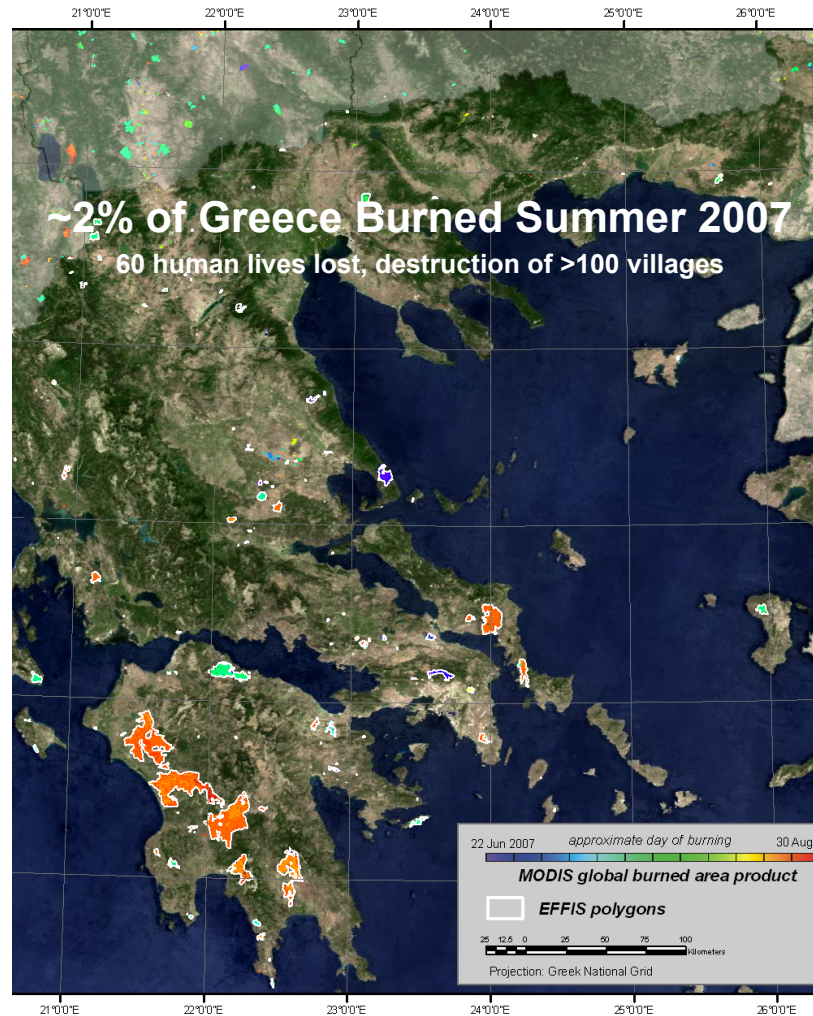 21°0'0"E 22°0'0"E 23°0'0"E 24°0'0"E 25°0'0"E 26°0'0"E
~2% of Greece Burned Summer 2007
60 human lives lost, destruction of >100 villages
22 Jun 2007 approximate day of burning 30 Aug
MODIS global burned area product
EFFIS polygons
25 12.5 0 25 50 75 100
Kilometers
Projection: Greek National Grid
21°0'0"E 22°0'0"E 23°0'0"E 24°0'0"E 25°0'0"E 26°0'0"E